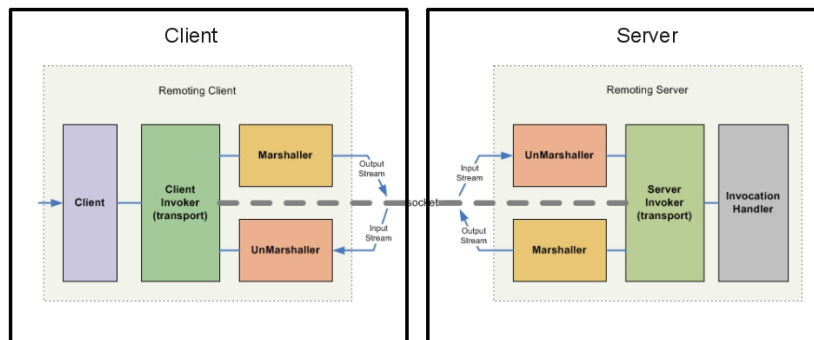 Client
Server
Remoting Client
Remoting Server
Client
Client
Invoker
(transport)
Marshaller
UnMarshaller
Output
Stream
Input
Stream
socket
Input
Stream
Output
Stream
UnMarshaller
Marshaller
Server
Invoker
(transport)
Invocation
Handler